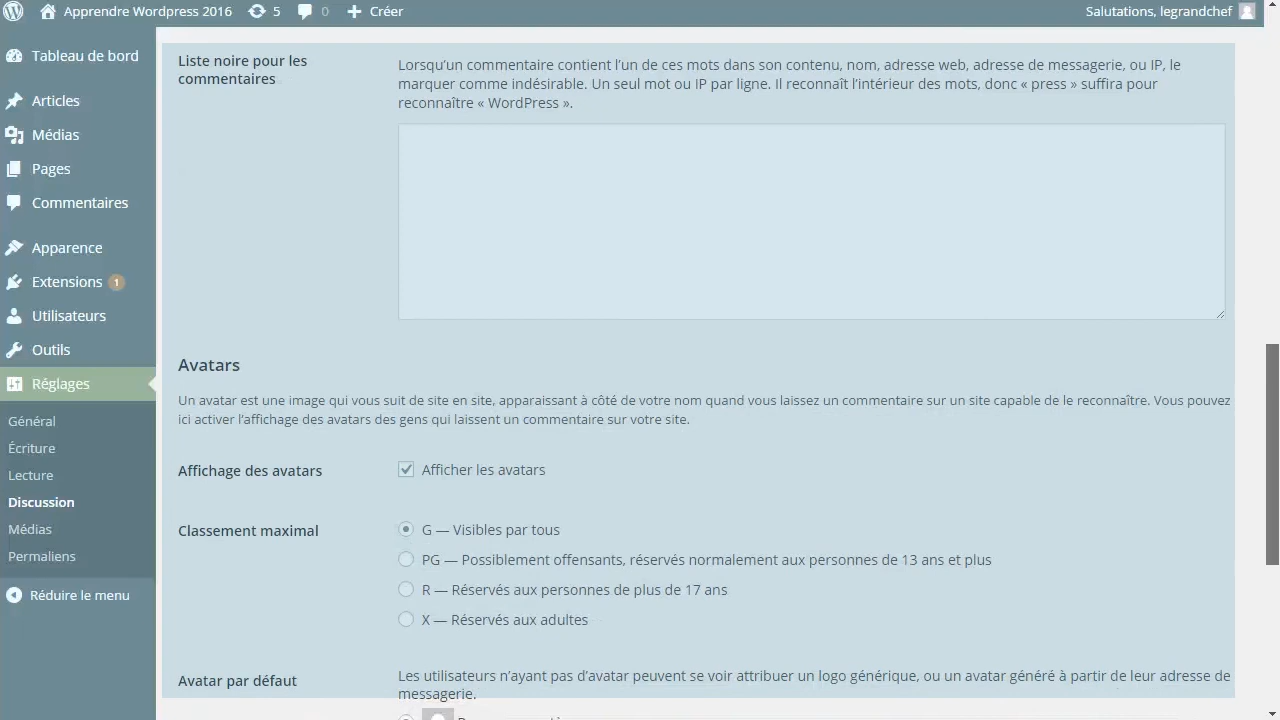 Apprendre Wordpress 2016 5 0 Créer Salutations, legrandchef
Tableau de bord
Articles
Médias
Pages
Commentaires
Apparence
Extensions 1
Utilisateurs
Outils
Réglages
Général
Écriture
Lecture
Discussion
Médias
Permaliens
Réduire le menu
Liste noire pour les
commentaires
Lorsqu’un commentaire contient l’un de ces mots dans son contenu, nom, adresse web, adresse de messagerie, ou IP, le
marquer comme indésirable. Un seul mot ou IP par ligne. Il reconnaît l’intérieur des mots, donc « press » suffira pour
reconnaître « WordPress ».
Avatars
Un avatar est une image qui vous suit de site en site, apparaissant à côté de votre nom quand vous laissez un commentaire sur un site capable de le reconnaître. Vous pouvez
ici activer l’affichage des avatars des gens qui laissent un commentaire sur votre site.
Affichage des avatars
Afficher les avatars
Classement maximal
G — Visibles par tous
PG — Possiblement offensants, réservés normalement aux personnes de 13 ans et plus
R — Réservés aux personnes de plus de 17 ans
X — Réservés aux adultes
Avatar par défaut
Les utilisateurs n’ayant pas d’avatar peuvent se voir attribuer un logo générique, ou un avatar généré à partir de leur adresse de
messagerie.